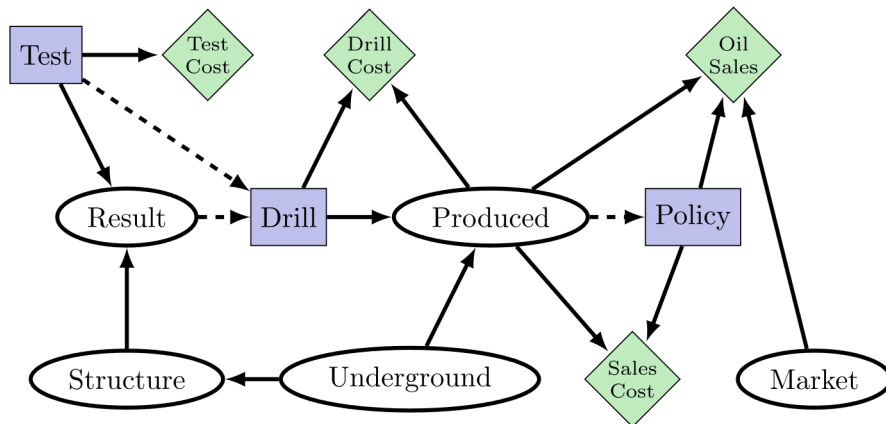 Test
Test
Cost
Drill
Cost
Oil
Sales
Result
Drill
Produced
Policy
Structure
Underground
Sales
Cost
Market